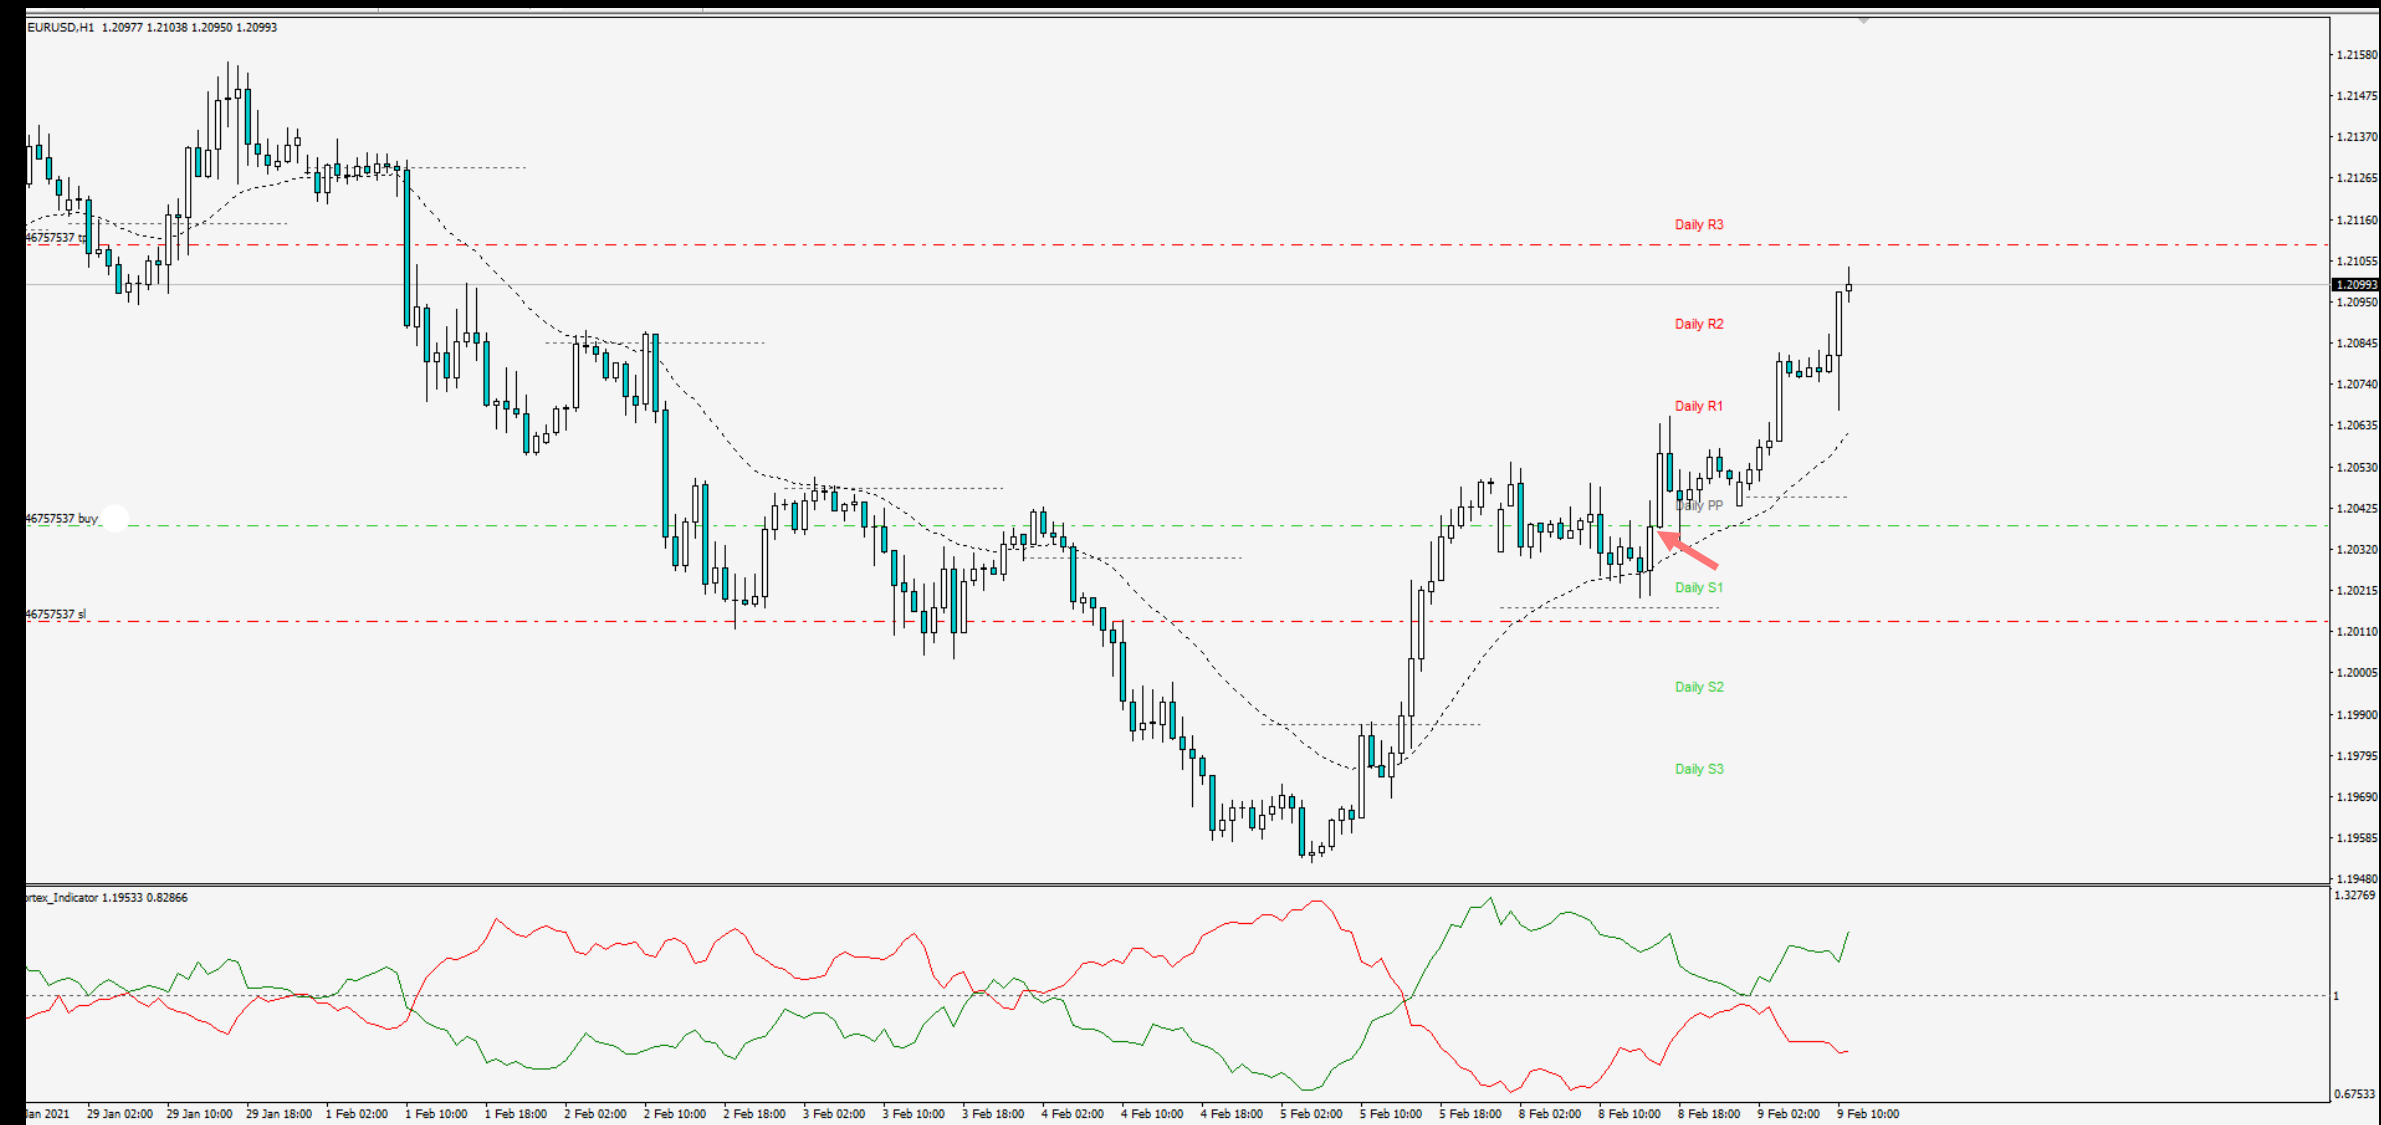 EURUSD,H1 1.20977 1.21038 1.20950 1.20993
1.21580
1.21475
1.21370
1.21265
Daily R3
1.21160
46757537 tp
1.21055
1.20993
1.20950
Daily R2
1.20845
1.20740
Daily R1
1.20635
1.20530
Daily PP
1.20425
46757537 buy
1.20320
Daily S1
1.20215
46757537 sl
1.20110
1.20005
Daily S2
1.19900
Daily S3
1.19795
1.19690
1.19585
1.19480
ortex_Indicator 1.19533 0.82866
1.32769
1
0.67533
Jan 2021 29 Jan 02:00 29 Jan 10:00 29 Jan 18:00 1 Feb 02:00 1 Feb 10:00 1 Feb 18:00 2 Feb 02:00 2 Feb 10:00 2 Feb 18:00 3 Feb 02:00 3 Feb 10:00 3 Feb 18:00 4 Feb 02:00 4 Feb 10:00 4 Feb 18:00 5 Feb 02:00 5 Feb 10:00 5 Feb 18:00 8 Feb 02:00 8 Feb 10:00 8 Feb 18:00 9 Feb 02:00 9 Feb 10:00